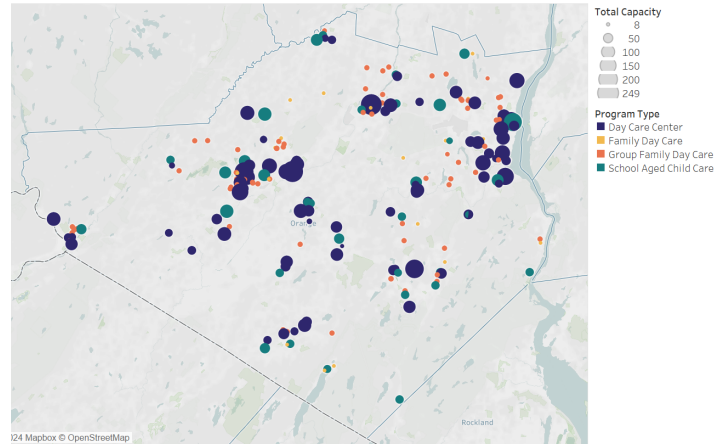 Total Capacity
8
50
100
150
200
249
Program Type
Day Care Center
Family Day Care
Group Family Day Care
School Aged Child Care
Orange
Rockland
24 Mapbox © OpenStreetMap